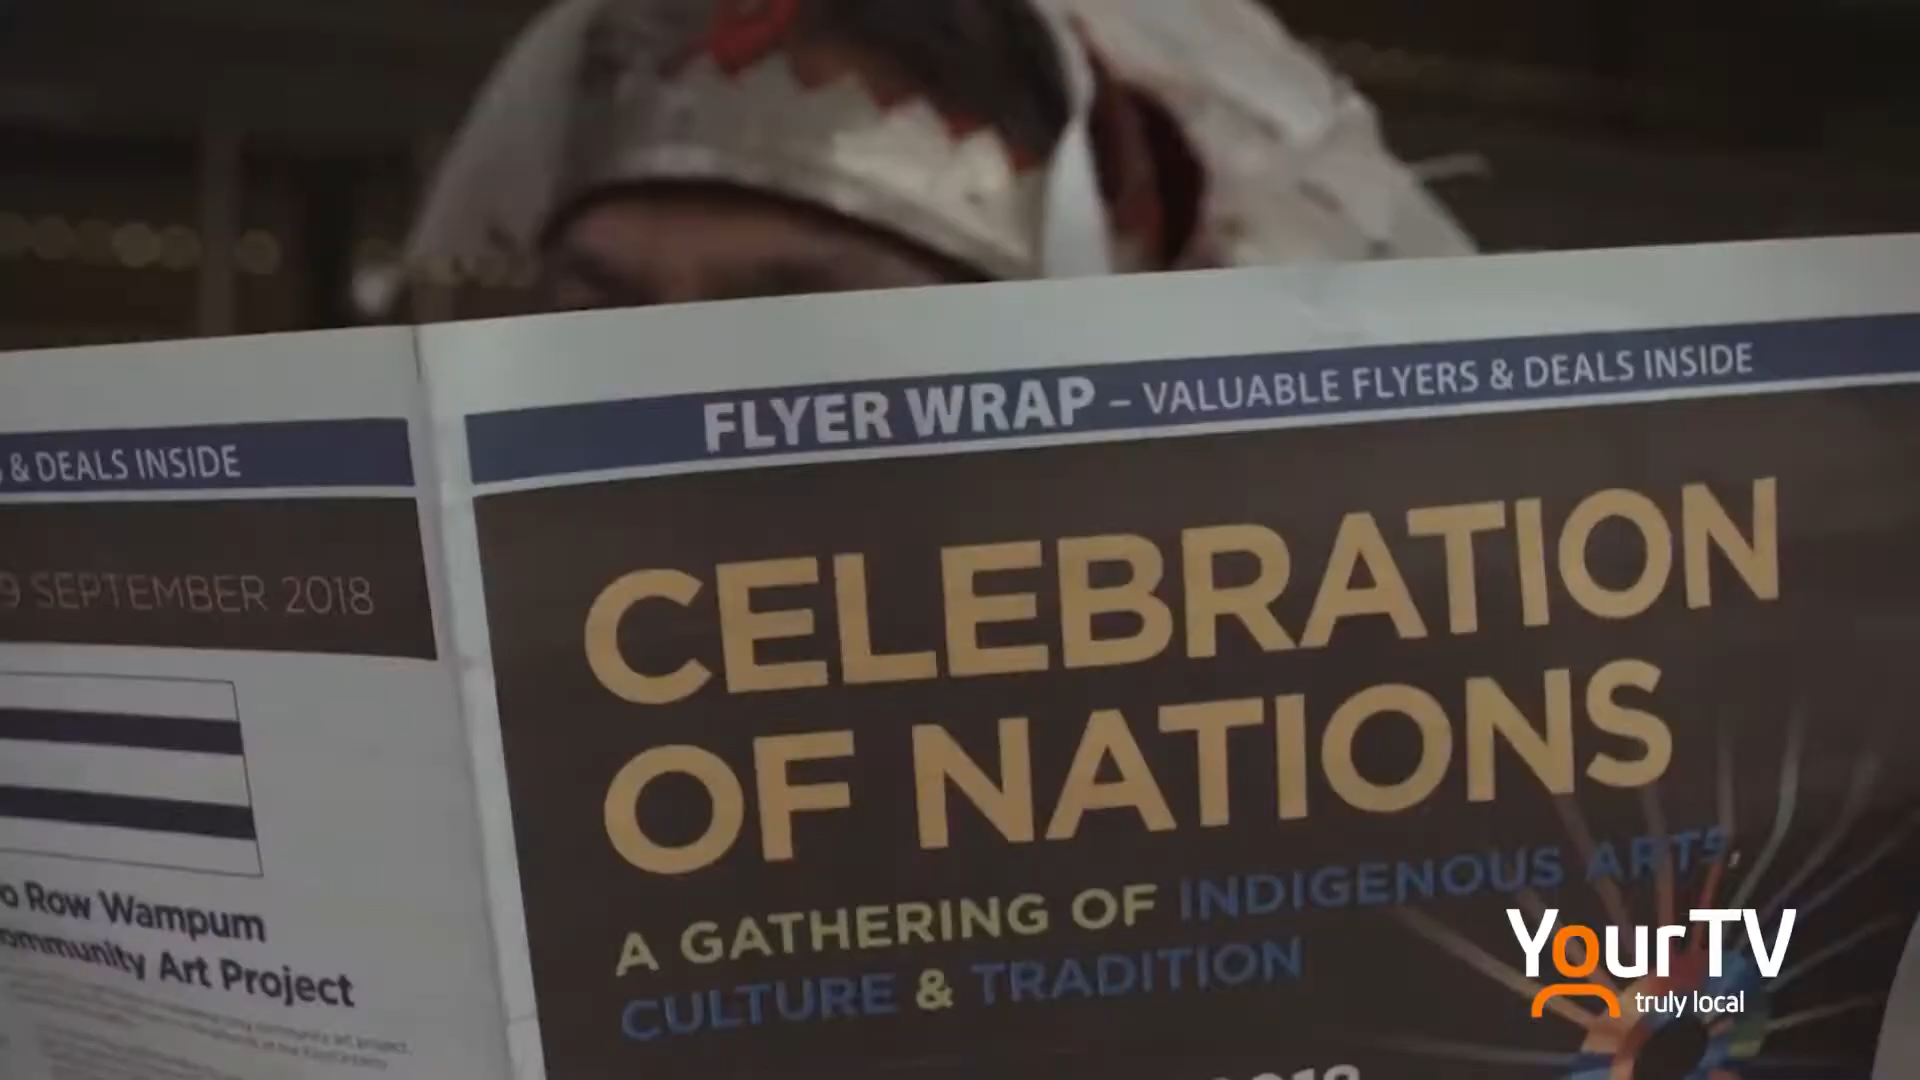 FLYER WRAP – VALUABLE FLYERS & DEALS INSIDE
& DEALS INSIDE
9 SEPTEMBER 2018
Row Wampum
Art Project
CELEBRATION
OF NATIONS
A GATHERING OF INDIGENOUS ARTS,
CULTURE & TRADITION
YourTV
truly local